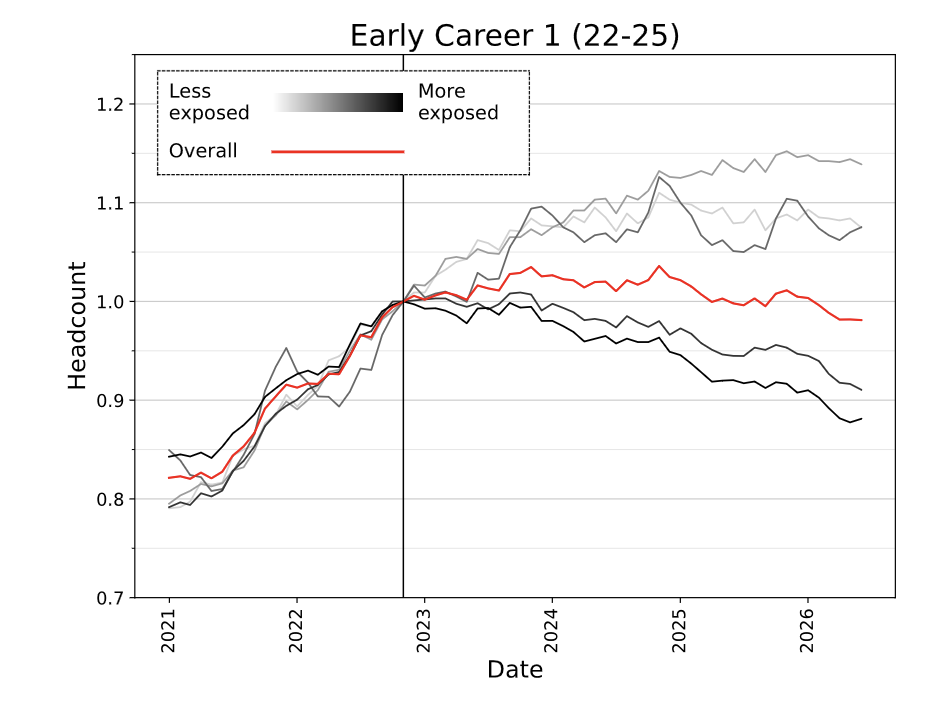 Early Career 1 (22-25)
Less
exposed
More
exposed
Overall
Headcount
1.2
1.1
1.0
0.9
0.8
0.7
2021
2022
2023
2024
2025
2026
Date